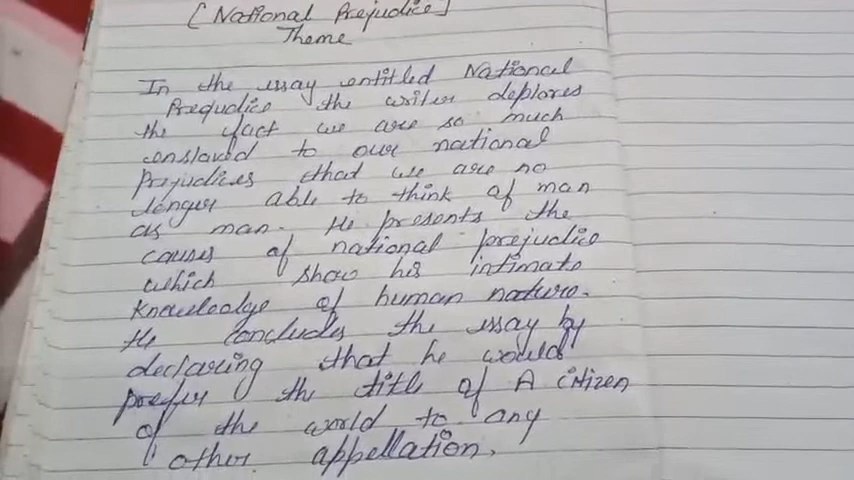 [National Prejudice]
Theme
In the essay entitled National
Prequdice the writer deplores
the fact we are so much
enslaved to our national
Prejudices that we are no
longer able to think of man
as man. He presents the
causes of national prejudice
which show his intimate
knowledge of human nature.
He concludes the essay by
declaring that he would
prefer the title of A citizen
of the world to any
other appellation.